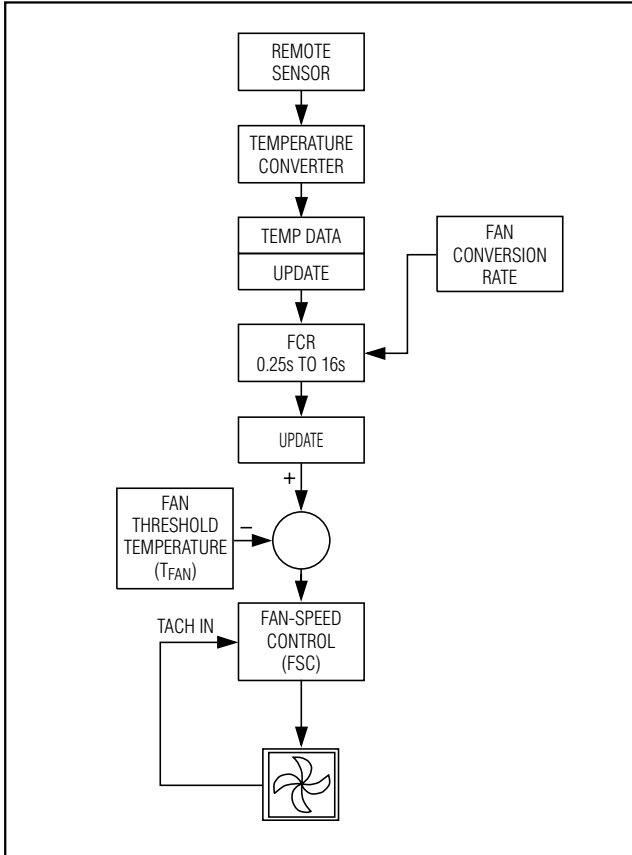 REMOTE
SENSOR
TEMPERATURE
CONVERTER
TEMP DATA
UPDATE
FAN
CONVERSION
RATE
FCR
0.25s TO 16s
UPDATE
+
FAN
THRESHOLD
TEMPERATURE
(TFAN)
–
TACH IN
FAN-SPEED
CONTROL
(FSC)